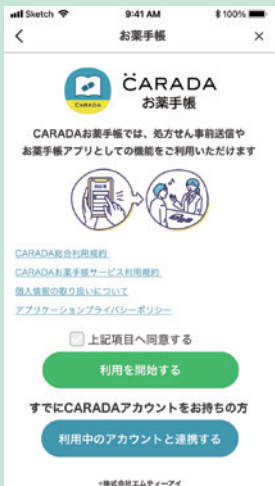 Sketch 9:41 AM 100%
お薬手帳
CARADA
CARADA
お薬手帳
CARADAお薬手帳では、処方せん事前送信や
お薬手帳アプリとしての機能をご利用いただけます
CARADA総合利用規約
CARADAお薬手帳サービス利用規約
個人情報の取り扱いについて
アプリケーションプライバシーポリシー
上記項目へ同意する
利用を開始する
すでにCARADAアカウントをお持ちの方
利用中のアカウントと連携する
©株式会社エムティーアイ